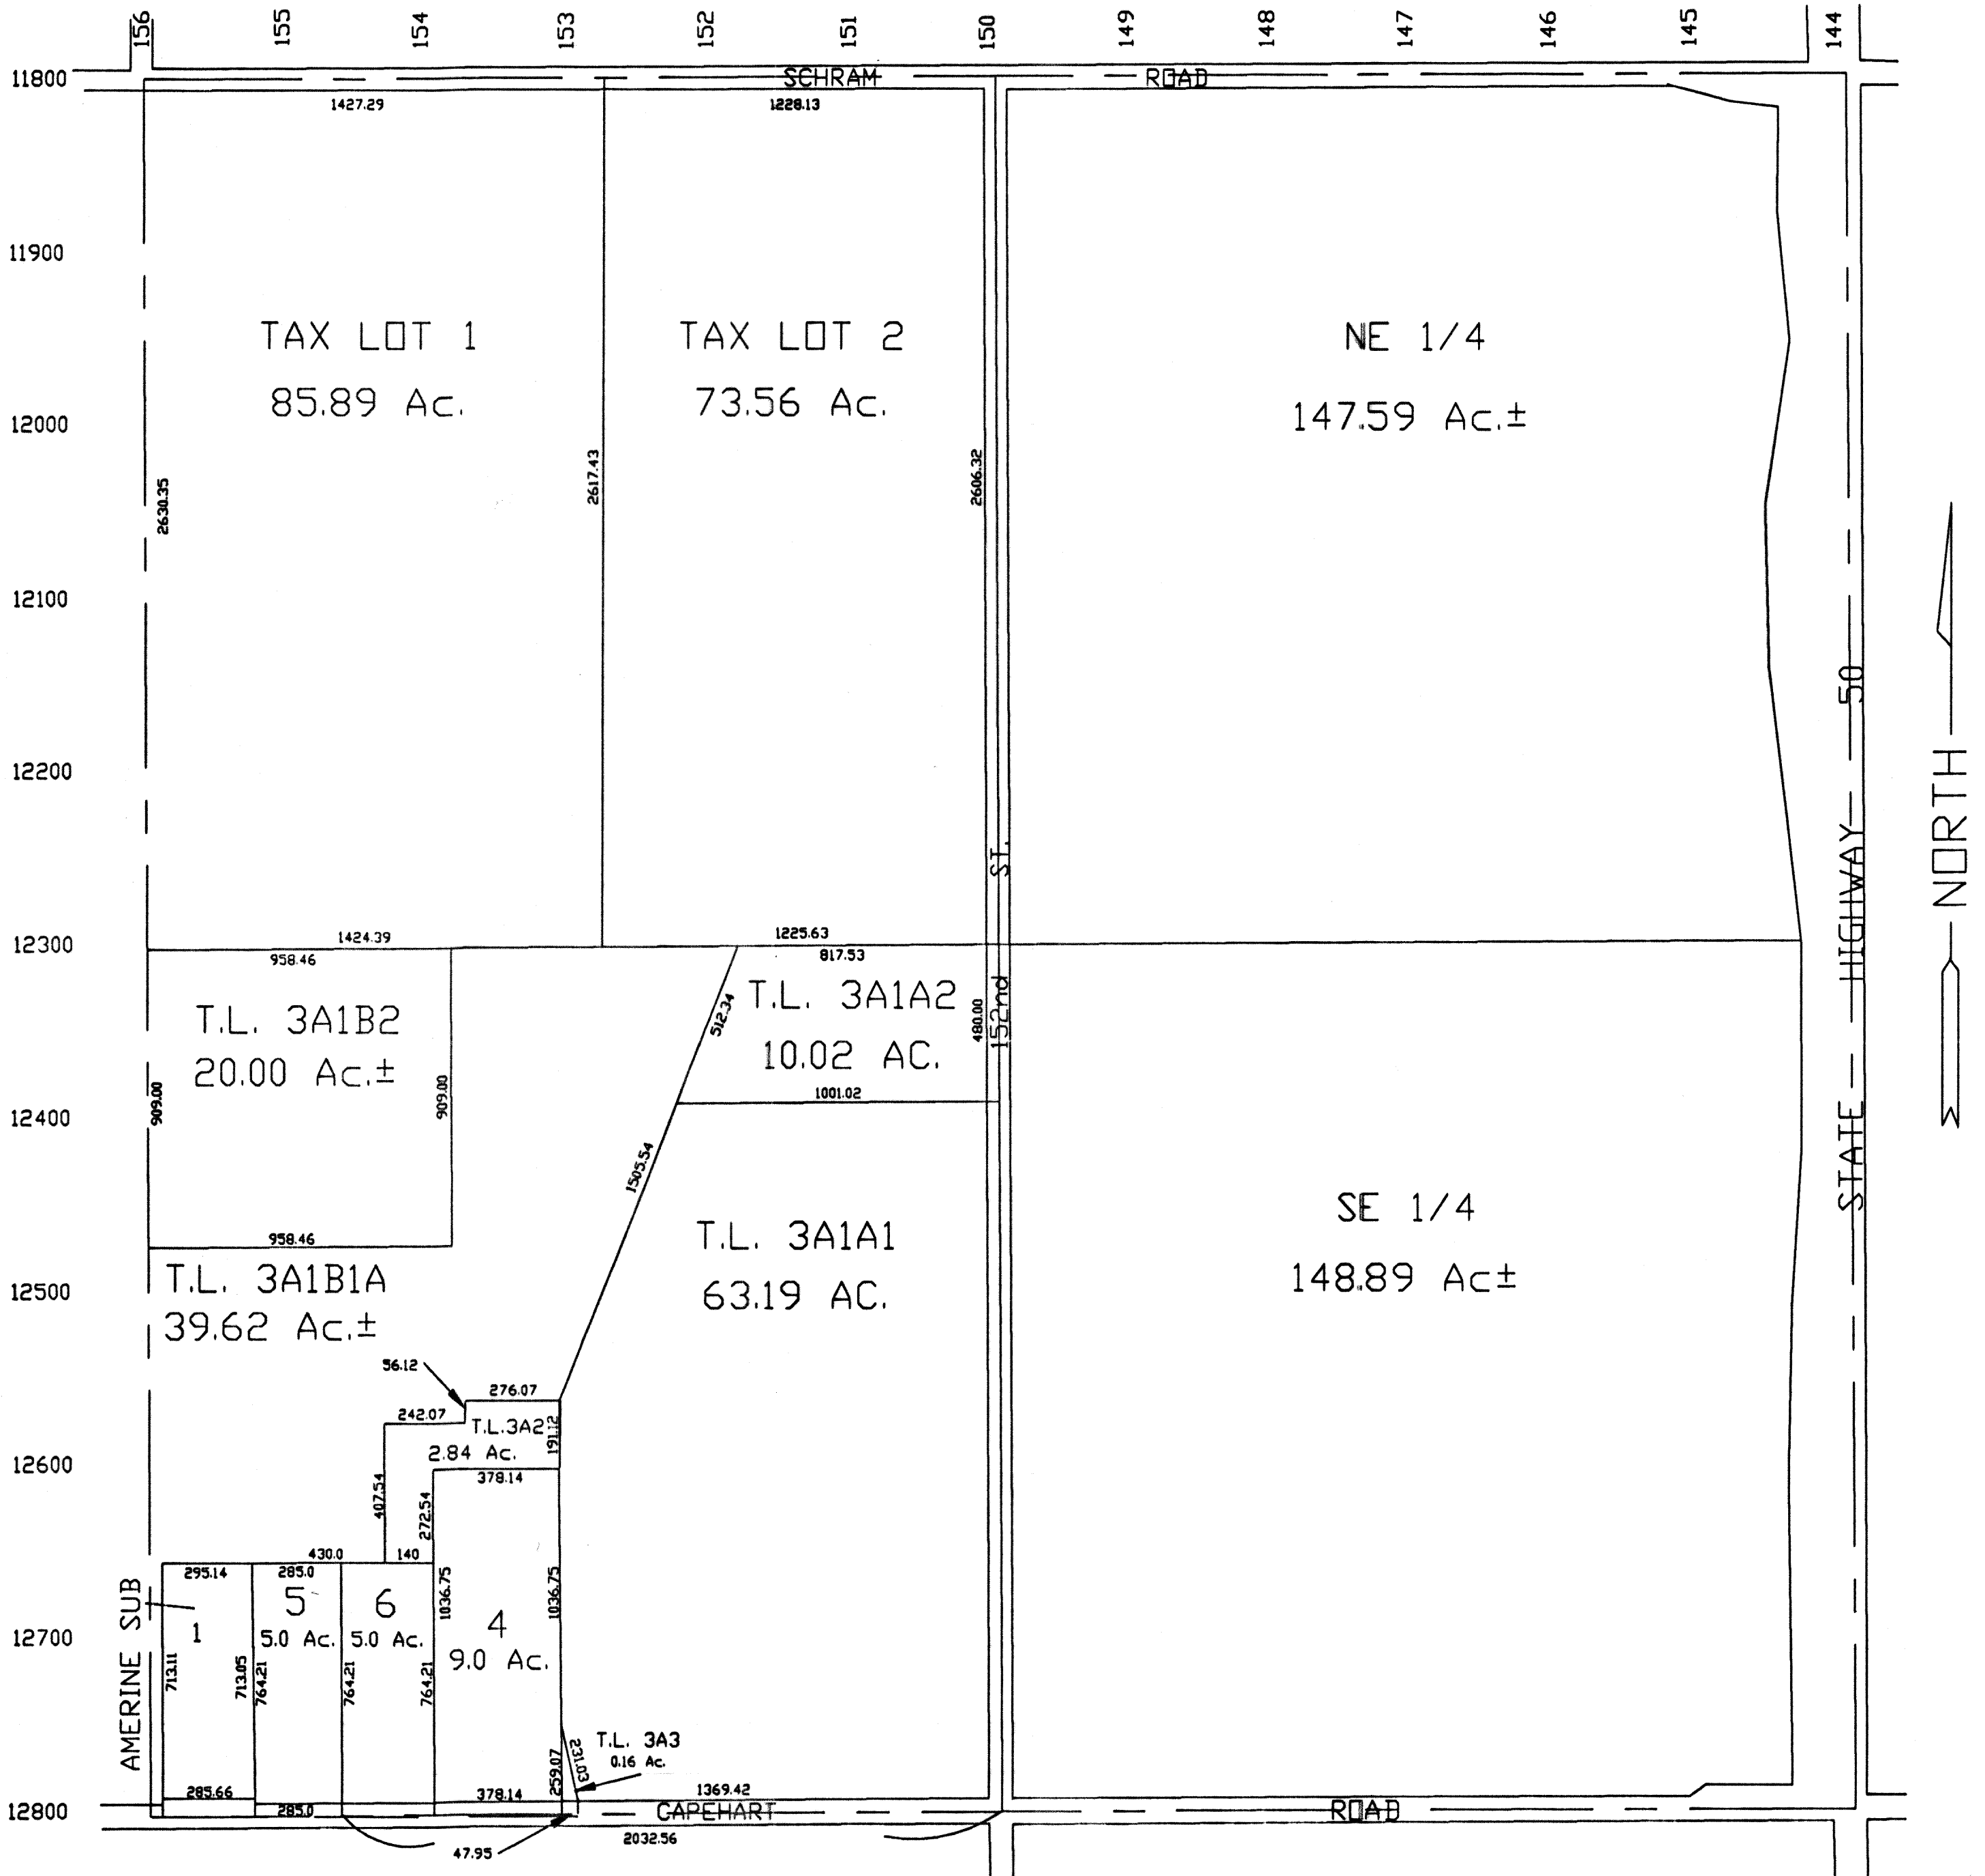 156 155 154 153 152 151 150 149 148 147 146 145 144
11800
SCHRAM ROAD
1427.29 1228.13
11900
TAX LOT 1
85.89 Ac.
TAX LOT 2
73.56 Ac.
NE 1/4
147.59 Ac.±
12000
2630.35
2617.43
2606.32
12100
STATE HIGHWAY 50
12200
NORTH
152nd ST.
12300
1424.39
1225.63
958.46
817.53
T.L. 3A1B2
20.00 Ac.±
909.00
909.00
512.34
T.L. 3A1A2
10.02 AC.
480.00
12400
1001.02
1505.54
958.46
T.L. 3A1B1A
39.62 Ac.±
T.L. 3A1A1
63.19 AC.
SE 1/4
148.89 Ac±
12500
56.12
276.07
242.07
T.L.3A2
2.84 Ac.
191.12
12600
378.14
407.54
272.54
430.0
140
295.14
285.0
AMERINE SUB
1
5
5.0 Ac.
6
5.0 Ac.
4
9.0 Ac.
1036.75
1036.75
12700
713.11
713.05
764.21
764.21
764.21
T.L. 3A3
0.16 Ac.
259.07
231.03
285.66
378.14
1369.42
12800
285.0
CAPEHART ROAD
2032.56
47.95